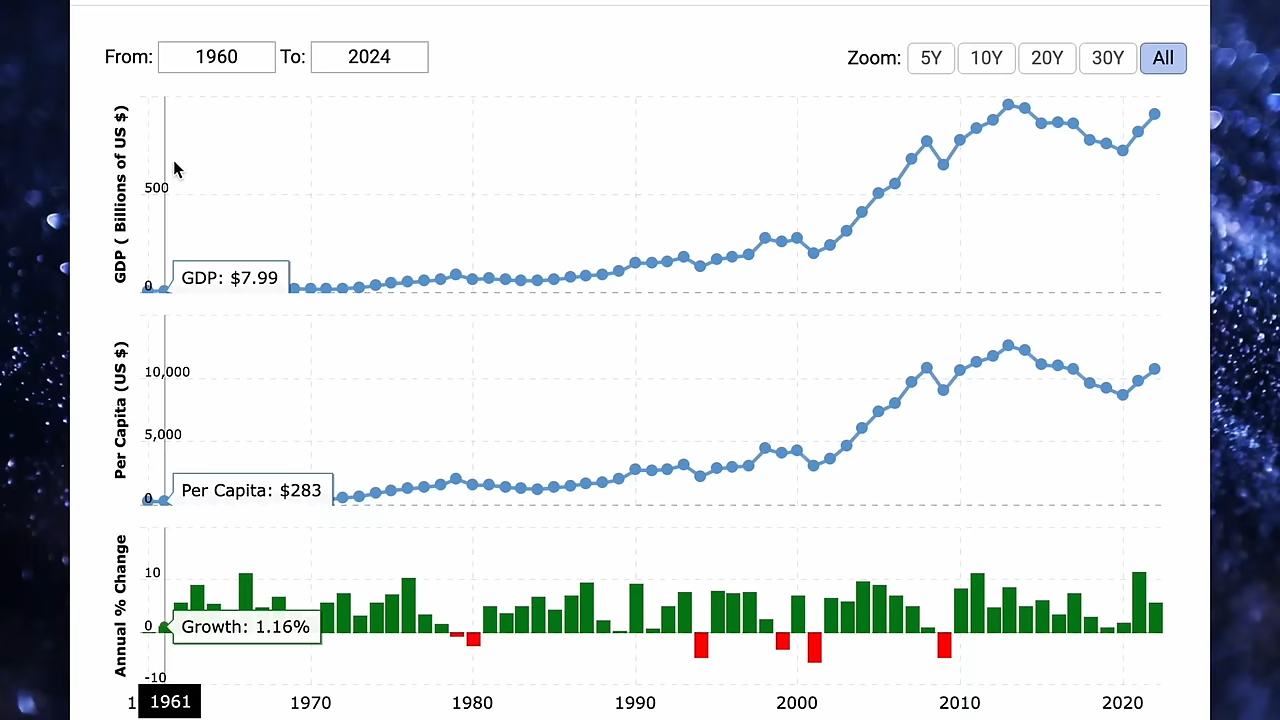 From: 1960 To: 2024
Zoom: 5Y 10Y 20Y 30Y All
GDP ( Billions of US $)
500
0
GDP: $7.99
Per Capita (US $)
10,000
5,000
0
Per Capita: $283
Annual % Change
10
0
-10
Growth: 1.16%
1 1961 1970 1980 1990 2000 2010 2020